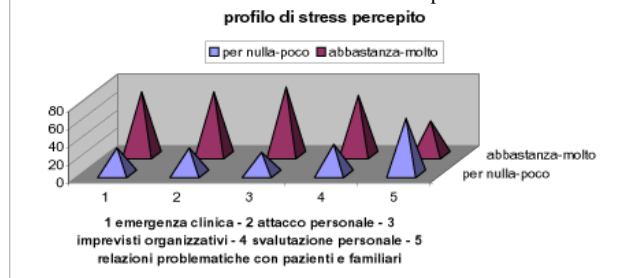 profilo di stress percepito
per nulla-poco abbastanza-molto
80
60
40
20
0
1 2 3 4 5
abbastanza-molto
per nulla-poco
1 emergenza clinica - 2 attacco personale - 3
imprevisti organizzativi - 4 svalutazione personale - 5
relazioni problematiche con pazienti e familiari